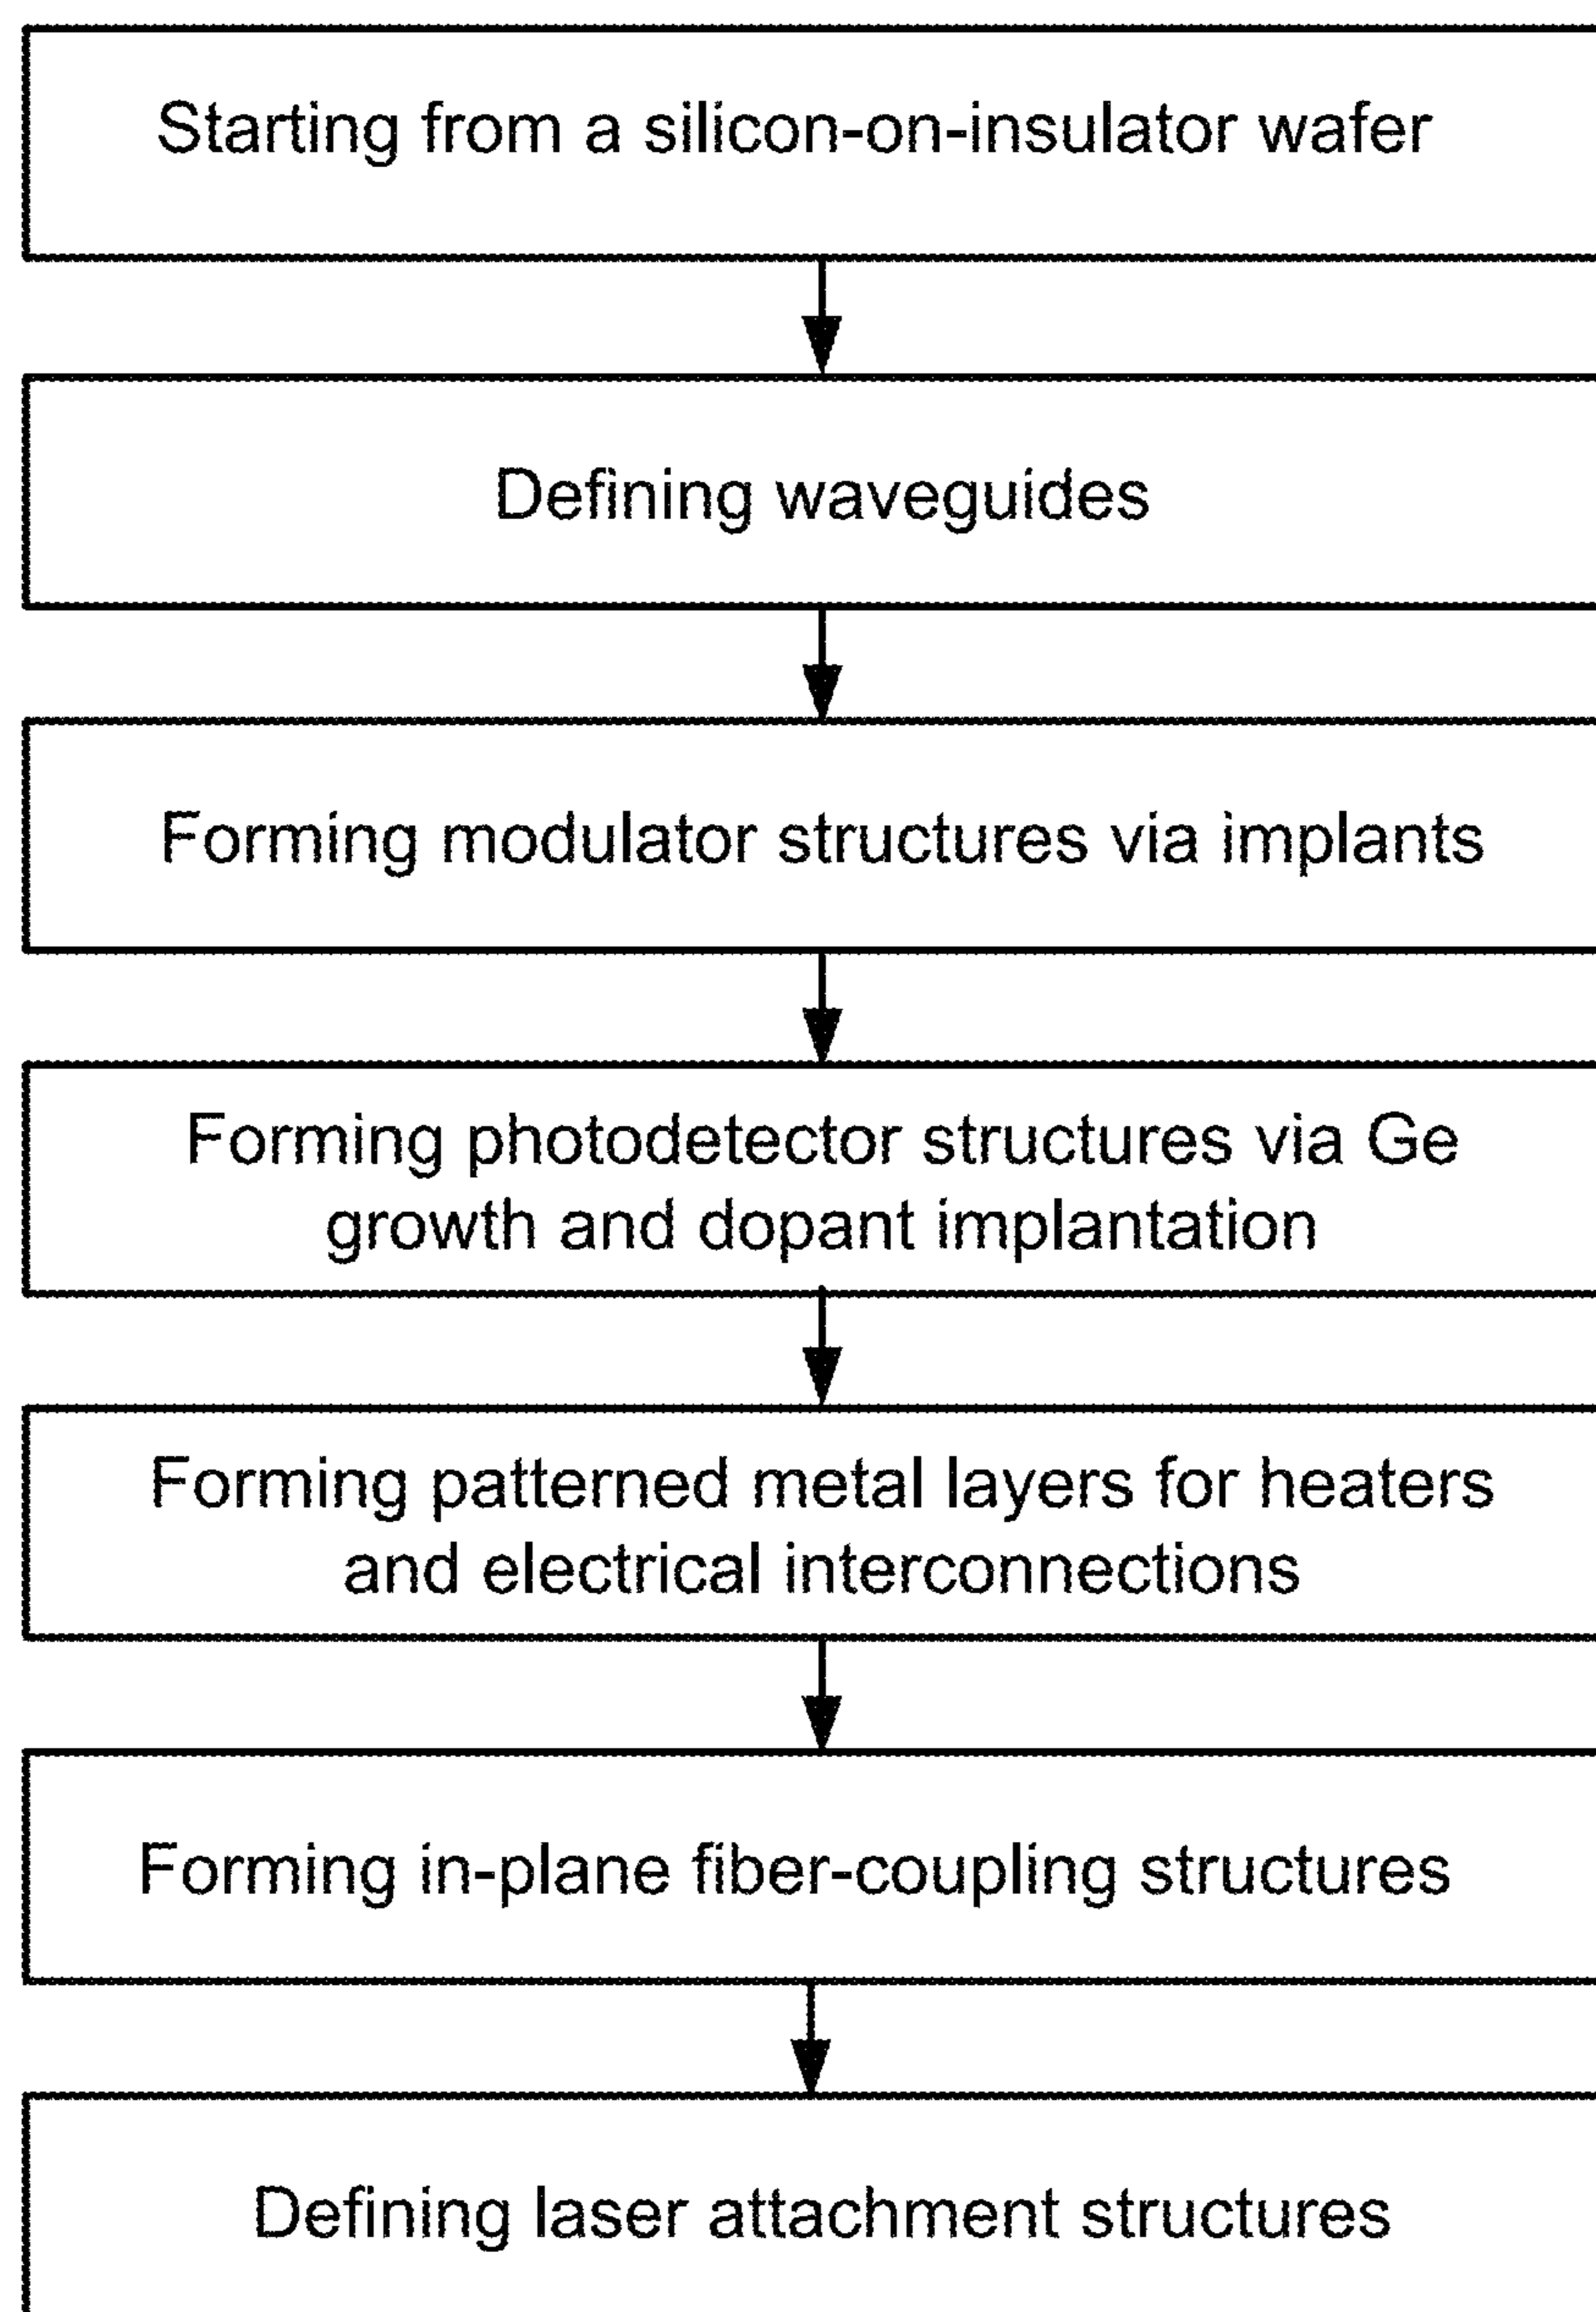 Starting from a silicon-on-insulator wafer
Defining waveguides
Forming modulator structures via implants
Forming photodetector structures via Ge
growth and dopant implantation
Forming patterned metal layers for heaters
and electrical interconnections
Forming in-plane fiber-coupling structures
Defining laser attachment structures